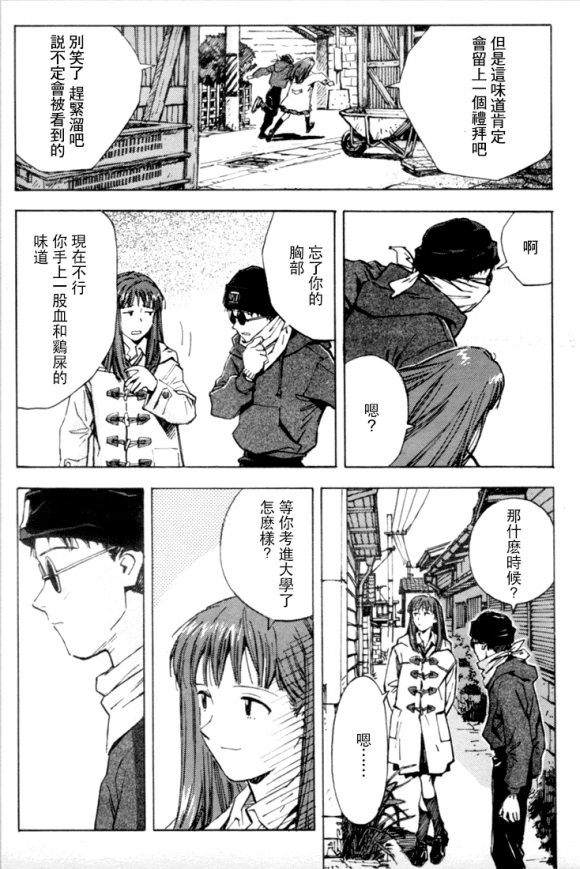 但是這味道肯定
會留上一個禮拜吧
別笑了 趕緊溜吧
説不定會被看到的
啊
嗯？
忘了你的
胸部
現在不行
你手上一股血和鷄屎的
味道
那什麽時候？
嗯……
等你考進大學了
怎麽樣？